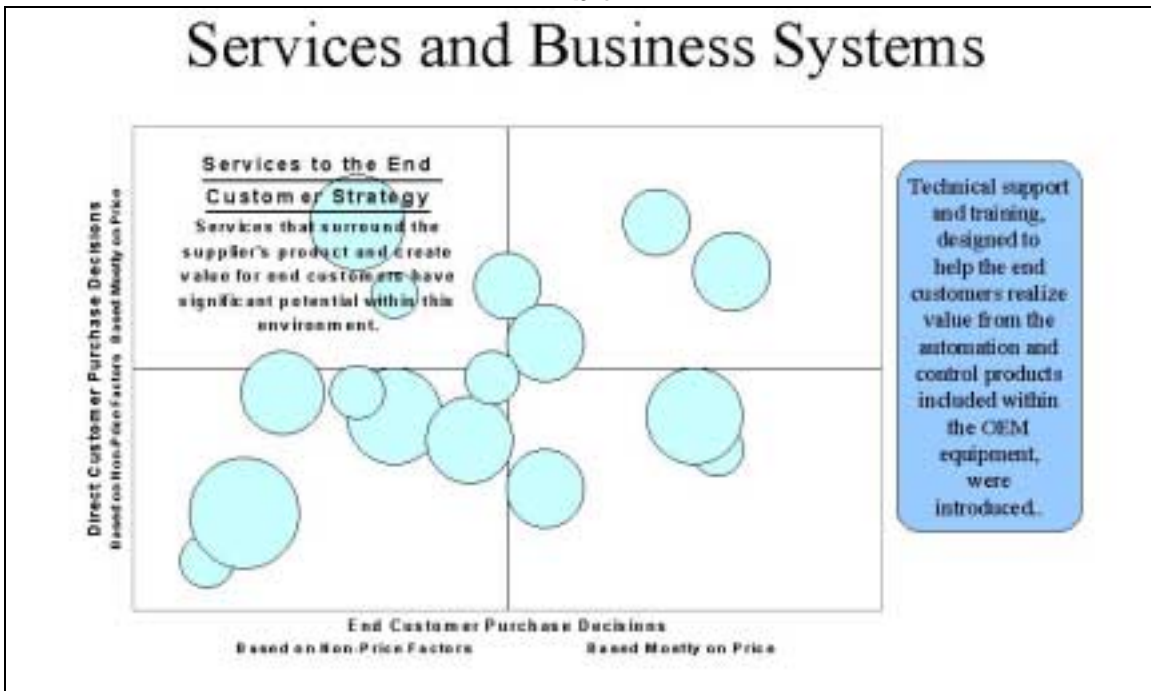 Services and Business Systems
Services to the End
Customer Strategy
Services that surround the
supplier's product and create
value for end customers have
significant potential within this
environment.
Direct Customer Purchase Decisions
Based on Non-Price Factors Based Mostly on Price
Technical support
and training,
designed to
help the end
customers realize
value from the
automation and
control products
included within
the OEM
equipment,
were
introduced..
End Customer Purchase Decisions
Based on Non-Price Factors Based Mostly on Price